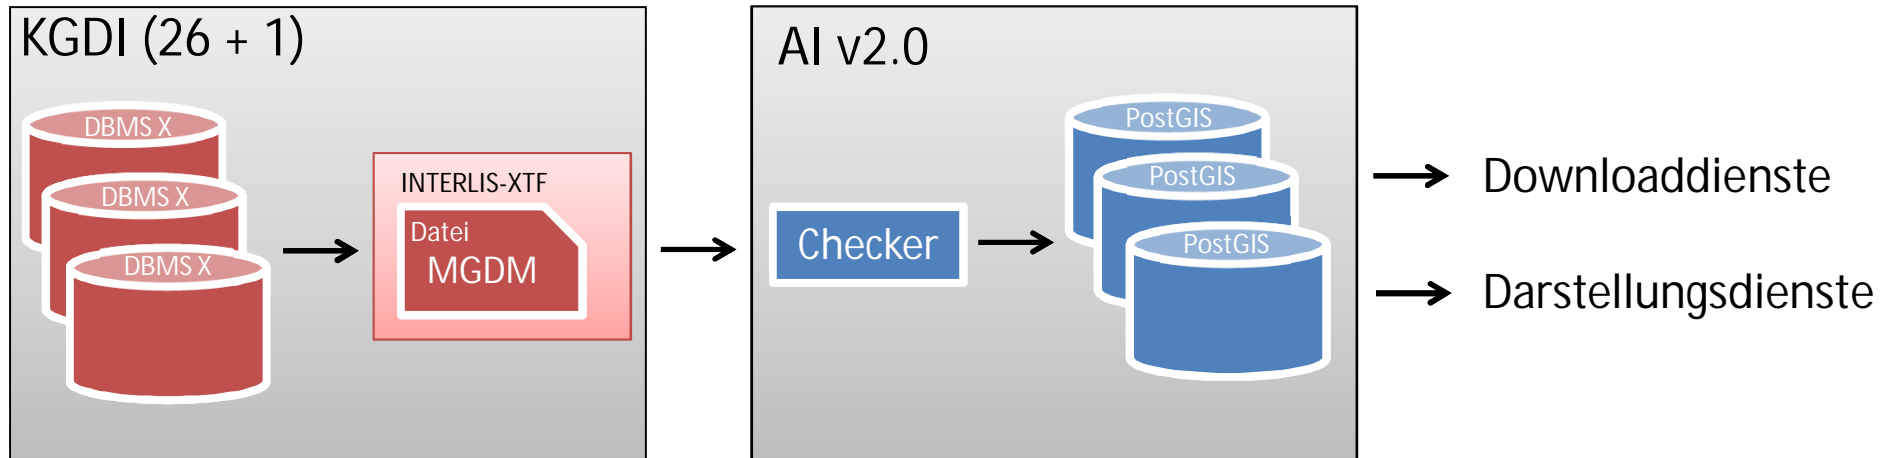 KGDI (26 + 1)
DBMS X
DBMS X
DBMS X
INTERLIS-XTF
Datei
MGDM
AI v2.0
Checker
PostGIS
PostGIS
PostGIS
Downloaddienste
Darstellungsdienste